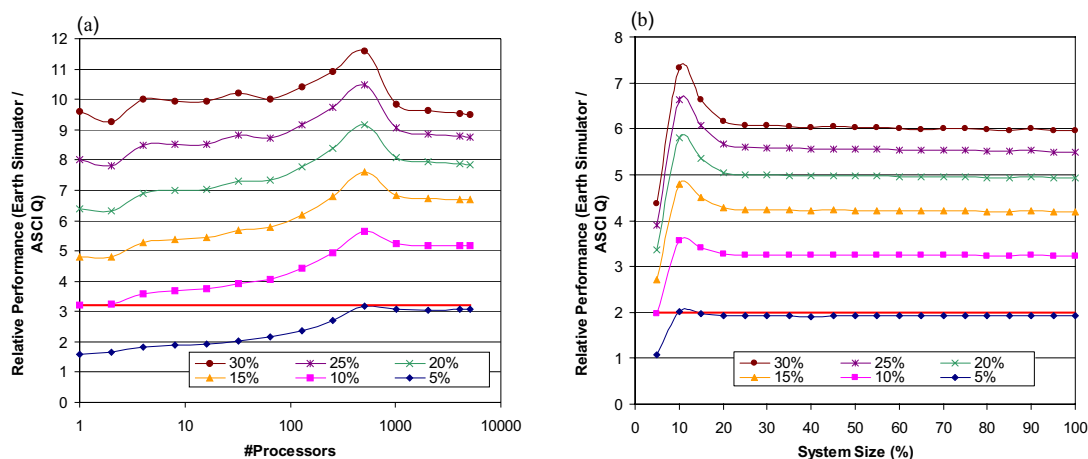 (a)
Relative Performance (Earth Simulator /
ASCI Q)
12
11
10
9
8
7
6
5
4
3
2
1
0
30% 25% 20%
15% 10% 5%
1 10 100 1000 10000
#Processors
(b)
Relative Performance (Earth Simulator /
ASCI Q)
8
7
6
5
4
3
2
1
0
30% 25% 20%
15% 10% 5%
0 10 20 30 40 50 60 70 80 90 100
System Size (%)